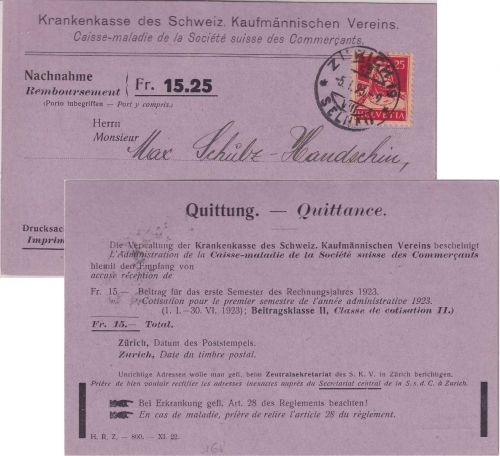 Krankenkasse des Schweiz. Kaufmännischen Vereins.
Caisse-maladie de la Société suisse des Commerçants.
Nachnahme
Remboursement
(Porto inbegriffen — Port y compris.)
Fr. 15.25
Herrn
Monsieur
Max Schulz-Handschin,
25
HELVETIA
Drucksac
Imprim
Quittung. — Quittance.
Die Verwaltung der Krankenkasse des Schweiz. Kaufmännischen Vereins bescheinigt
L'Administration de la Caisse-maladie de la Société suisse des Commerçants
hiemit den Empfang von
accuse réception de
Fr. 15.— Beitrag für das erste Semester des Rechnungsjahres 1923.
Cotisation pour le premier semestre de l'année administrative 1923.
(1. I.—30. VI. 1923; Beitragsklasse II, Classe de cotisation II.)
Fr. 15.— Total.
Zürich, Datum des Poststempels.
Zurich, Date du timbre postal.
Unrichtige Adressen wolle man gefl. beim Zentralsekretariat des S. K. V. in Zürich berichtigen.
Prière de bien vouloir rectifier les adresses inexactes auprès du Secrétariat central de la S. s. d. C. à Zurich.
Bei Erkrankung gefl. Art. 28 des Reglements beachten!
En cas de maladie, prière de relire l'article 28 du règlement.
H. R. Z. — 800. — XI. 22.